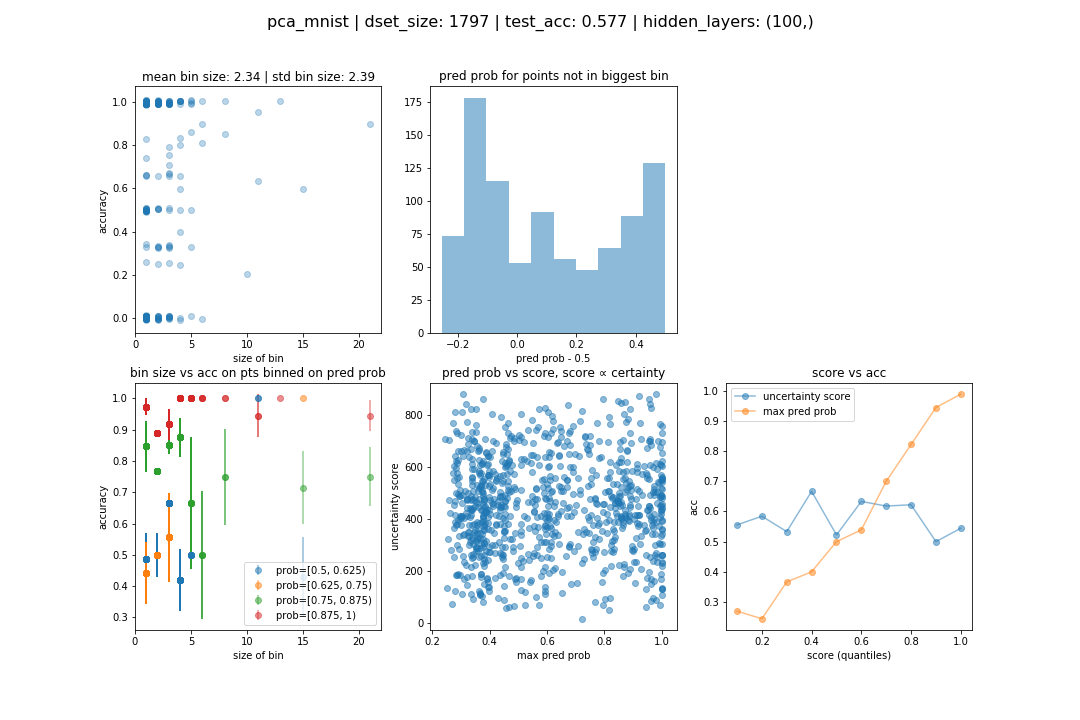 pca_mnist | dset_size: 1797 | test_acc: 0.577 | hidden_layers: (100,)
mean bin size: 2.34 | std bin size: 2.39
1.0
0.8
0.6
0.4
0.2
0.0
accuracy
0 5 10 15 20
size of bin
pred prob for points not in biggest bin
175
150
125
100
75
50
25
0
−0.2 0.0 0.2 0.4
pred prob - 0.5
bin size vs acc on pts binned on pred prob
1.0
0.9
0.8
0.7
0.6
0.5
0.4
0.3
accuracy
prob=[0.5, 0.625)
prob=[0.625, 0.75)
prob=[0.75, 0.875)
prob=[0.875, 1)
0 5 10 15 20
size of bin
pred prob vs score, score ∝ certainty
800
600
400
200
0
uncertainty score
0.2 0.4 0.6 0.8 1.0
max pred prob
score vs acc
uncertainty score
max pred prob
1.0
0.9
0.8
0.7
0.6
0.5
0.4
0.3
acc
0.2 0.4 0.6 0.8 1.0
score (quantiles)